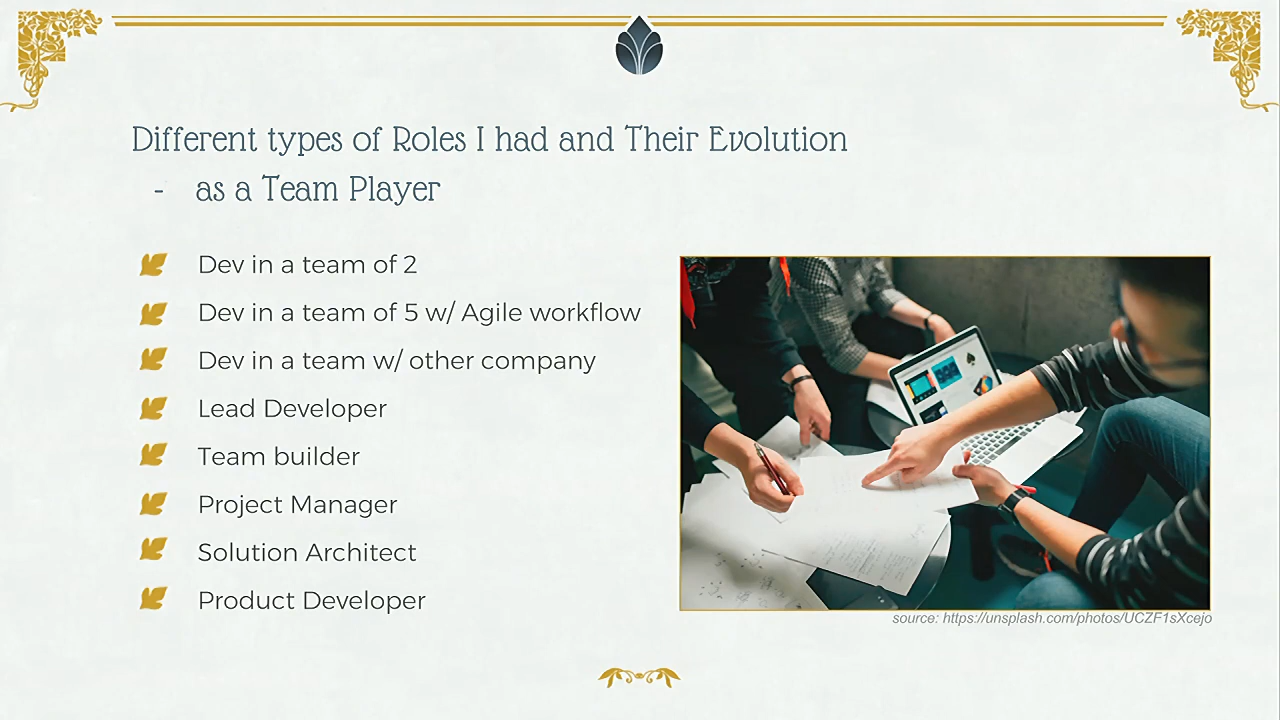 Different types of Roles I had and Their Evolution
- as a Team Player
Dev in a team of 2
Dev in a team of 5 w/ Agile workflow
Dev in a team w/ other company
Lead Developer
Team builder
Project Manager
Solution Architect
Product Developer
source: https://unsplash.com/photos/UCZF1sXcejo